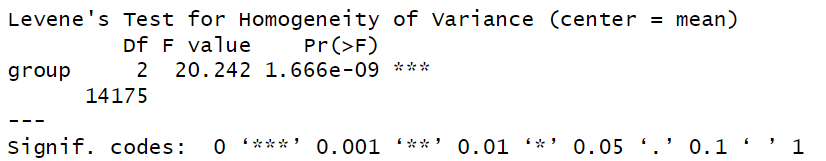 Levene's Test for Homogeneity of Variance (center = mean)
         Df F value    Pr(>F)
group     2  20.242 1.666e-09 ***
      14175
---
Signif. codes:  0 ‘***’ 0.001 ‘**’ 0.01 ‘*’ 0.05 ‘.’ 0.1 ‘ ’ 1